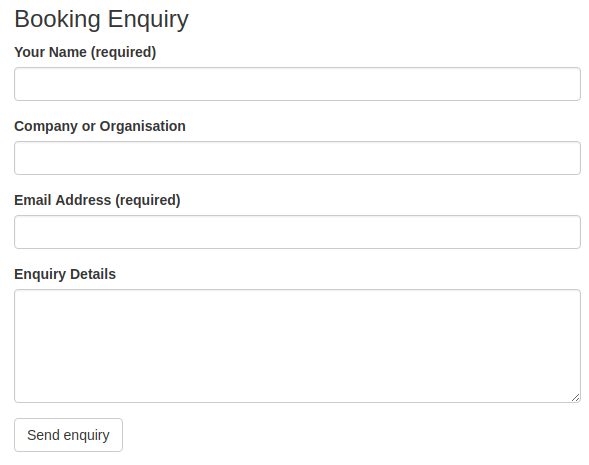 Booking Enquiry
Your Name (required)
Company or Organisation
Email Address (required)
Enquiry Details
Send enquiry